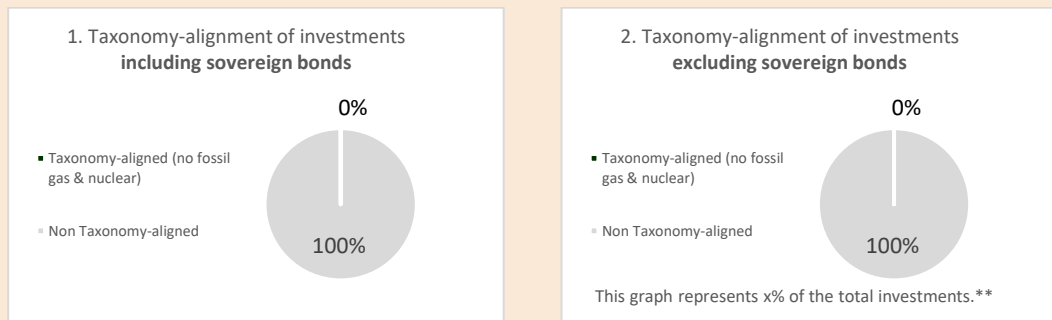 1. Taxonomy-alignment of investments
including sovereign bonds
0%
Taxonomy-aligned (no fossil
gas & nuclear)
Non Taxonomy-aligned
100%
2. Taxonomy-alignment of investments
excluding sovereign bonds
0%
Taxonomy-aligned (no fossil
gas & nuclear)
Non Taxonomy-aligned
100%
This graph represents x% of the total investments.**